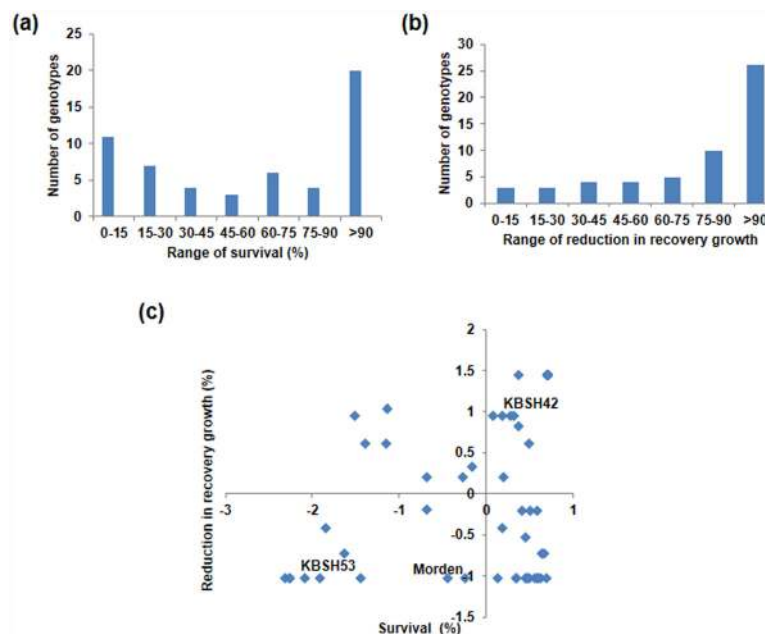 (a)
Number of genotypes
25
20
15
10
5
0
0-15 15-30 30-45 45-60 60-75 75-90 >90
Range of survival (%)
(b)
Number of genotypes
30
25
20
15
10
5
0
0-15 15-30 30-45 45-60 60-75 75-90 >90
Range of reduction in recovery growth
(c)
Reduction in recovery growth (%)
2
1.5
1
0.5
0
-0.5
-1
-1.5
-3 -2 -1 0 1
KBSH42
KBSH53
Morden
Survival (%)